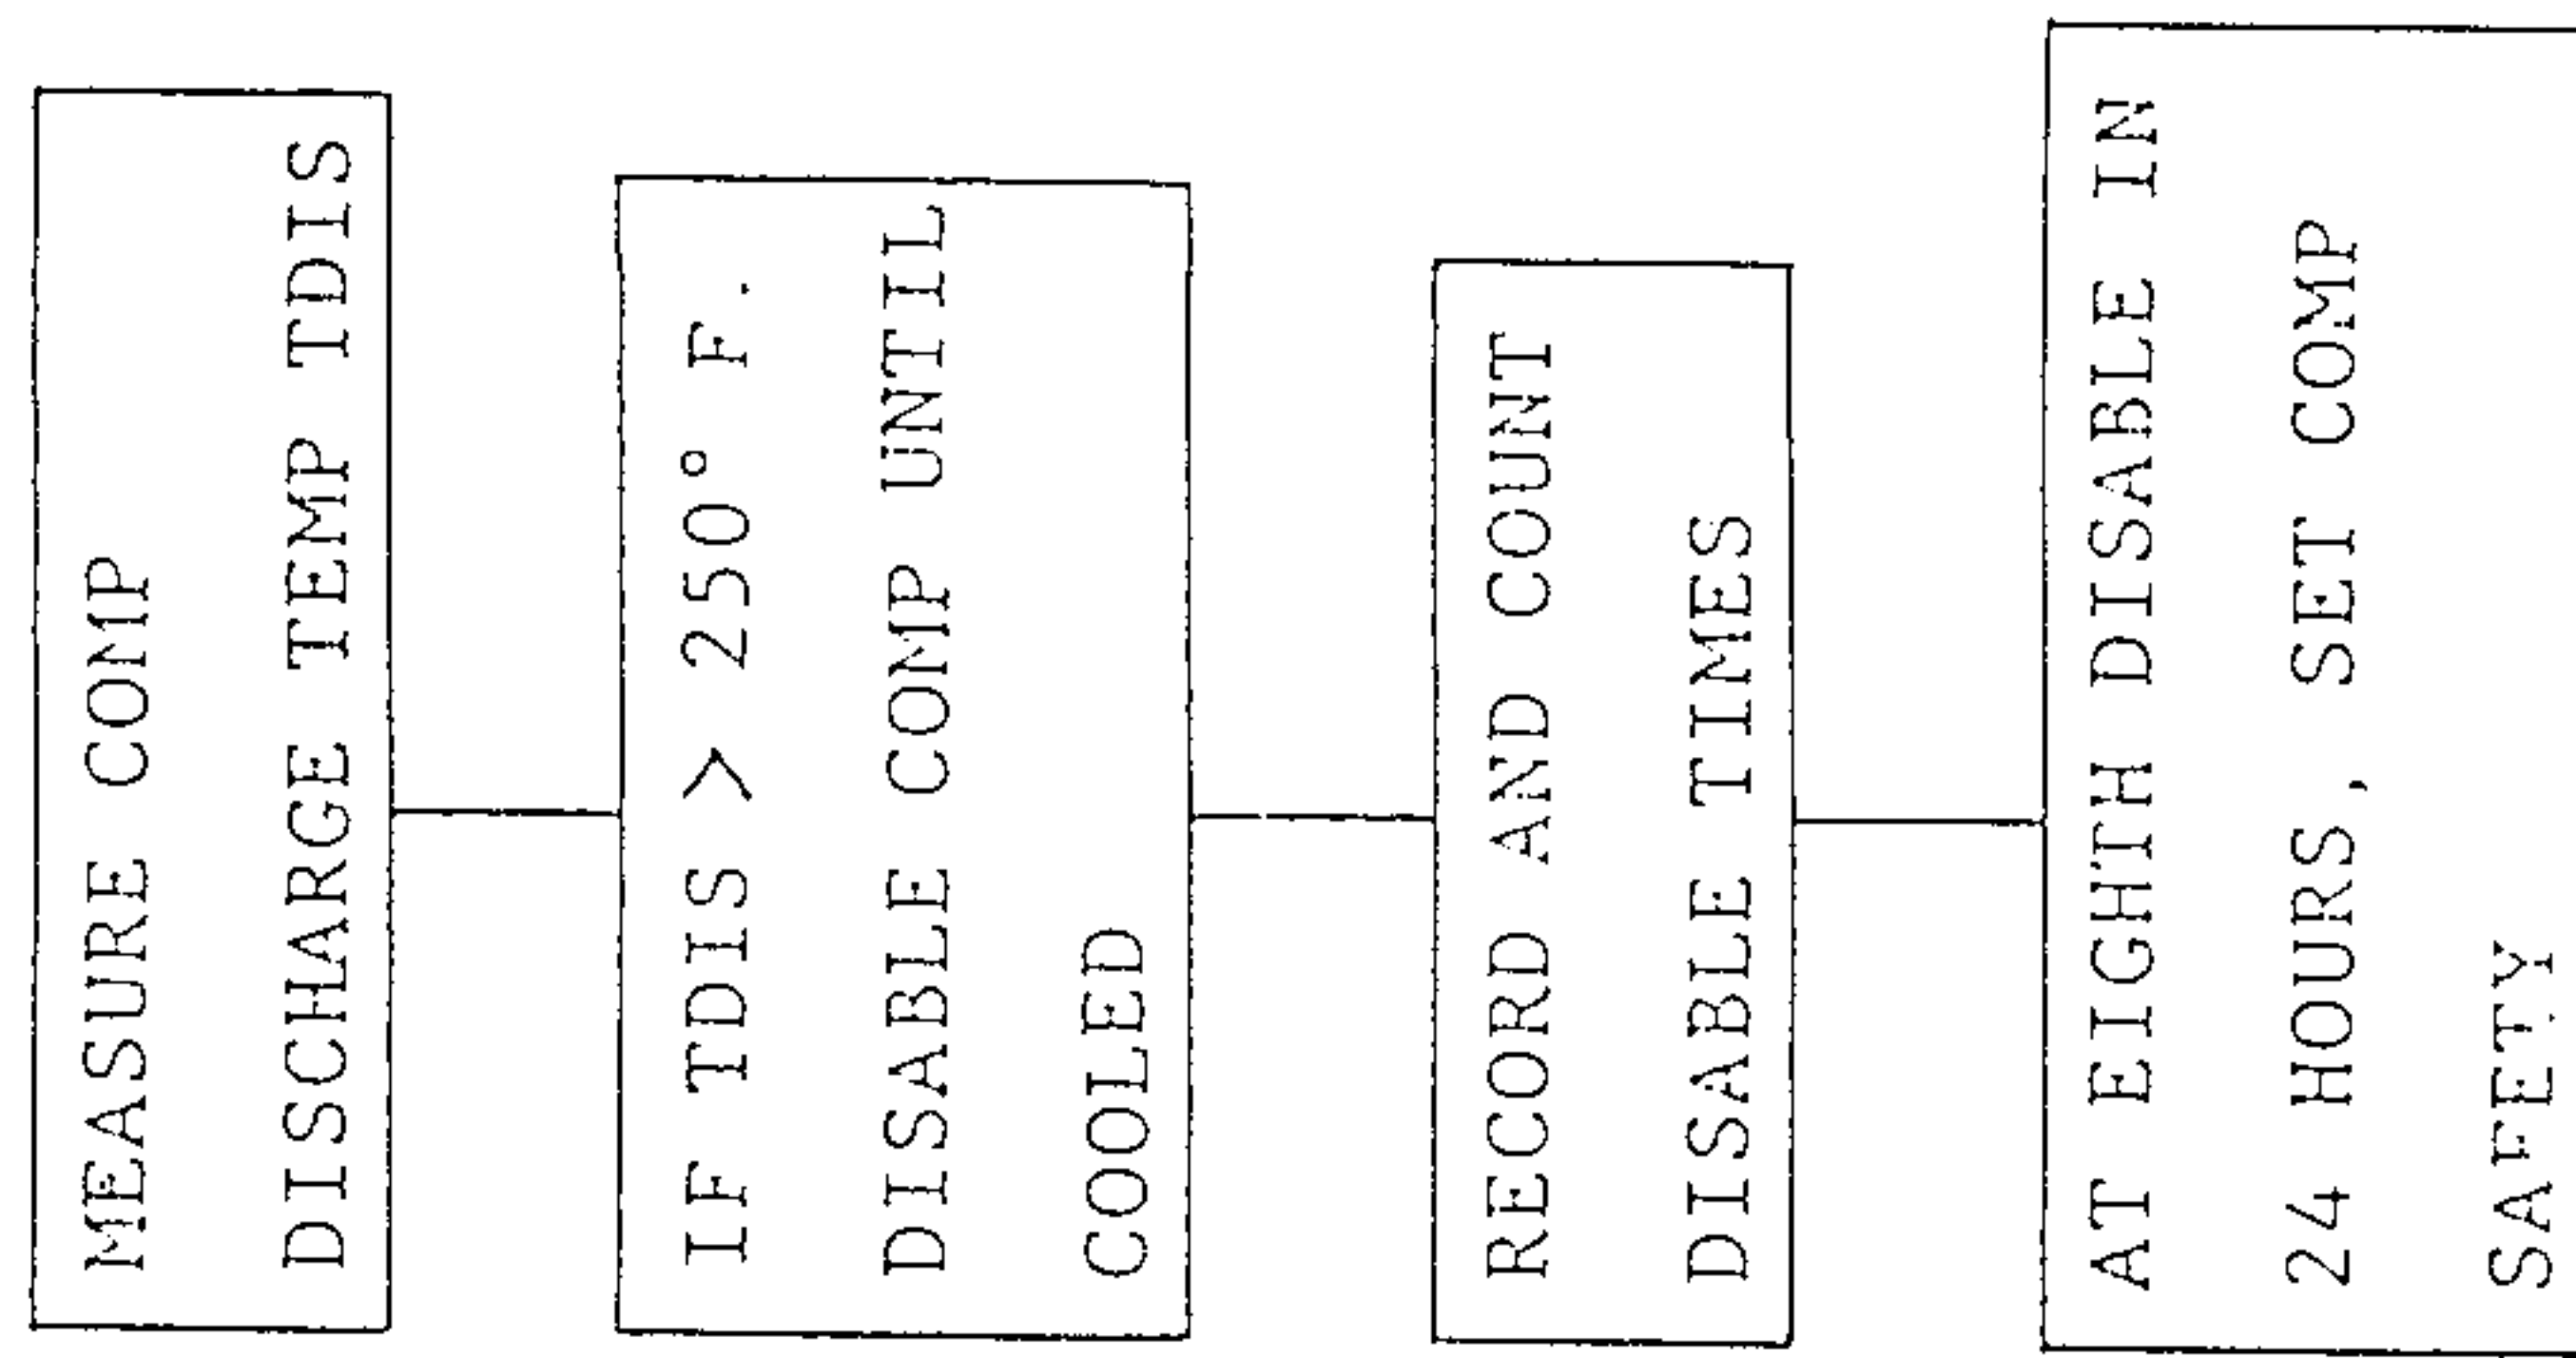 MEASURE COMP
DISCHARGE TEMP TDIS
IF TDIS > 250° F.
DISABLE COMP UNTIL
COOLED
RECORD AND COUNT
DISABLE TIMES
AT EIGHTH DISABLE IN
24 HOURS, SET COMP
SAFETY